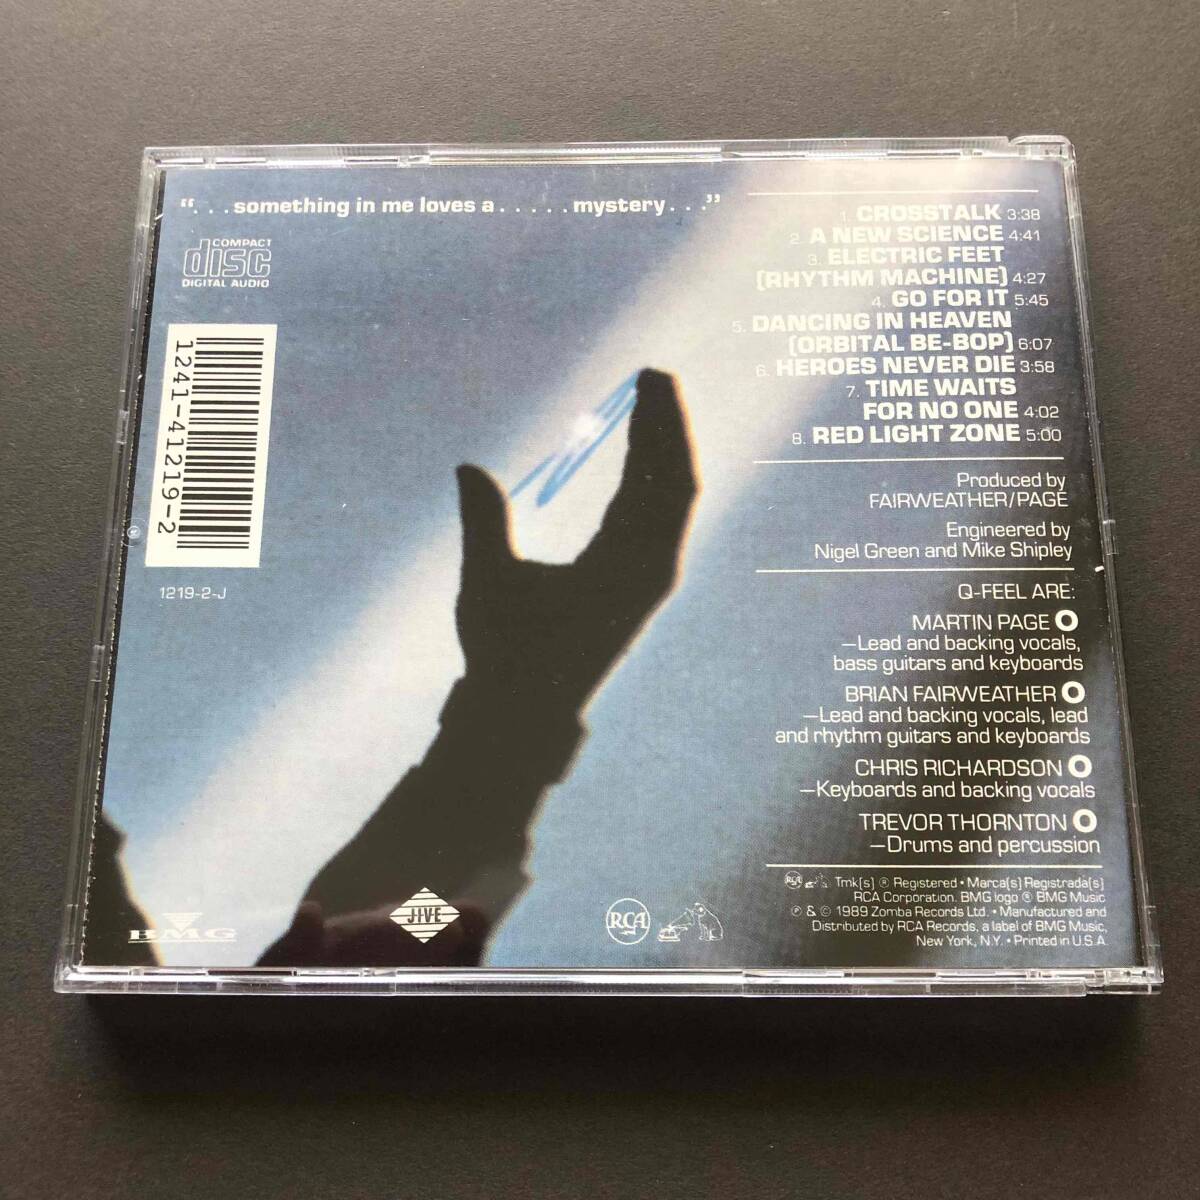 “. . .something in me loves a . . . . . mystery. . .”
COMPACT
disc
DIGITAL AUDIO
1241-41219-2
1219-2-J
1. CROSSTALK 3:38
2. A NEW SCIENCE 4:41
3. ELECTRIC FEET
(RHYTHM MACHINE) 4:27
4. GO FOR IT 5:45
5. DANCING IN HEAVEN
(ORBITAL BE-BOP) 6:07
6. HEROES NEVER DIE 3:58
7. TIME WAITS
FOR NO ONE 4:02
8. RED LIGHT ZONE 5:00
Produced by
FAIRWEATHER/PAGE
Engineered by
Nigel Green and Mike Shipley
Q-FEEL ARE:
MARTIN PAGE
—Lead and backing vocals,
bass guitars and keyboards
BRIAN FAIRWEATHER
—Lead and backing vocals, lead
and rhythm guitars and keyboards
CHRIS RICHARDSON
—Keyboards and backing vocals
TREVOR THORNTON
—Drums and percussion
RCA Tmk(s) ® Registered • Marca(s) Registrada(s)
RCA Corporation. BMG logo ® BMG Music
℗ & © 1989 Zomba Records Ltd. • Manufactured and
Distributed by RCA Records, a label of BMG Music,
New York, N.Y. • Printed in U.S.A.
BMG
JIVE
RCA